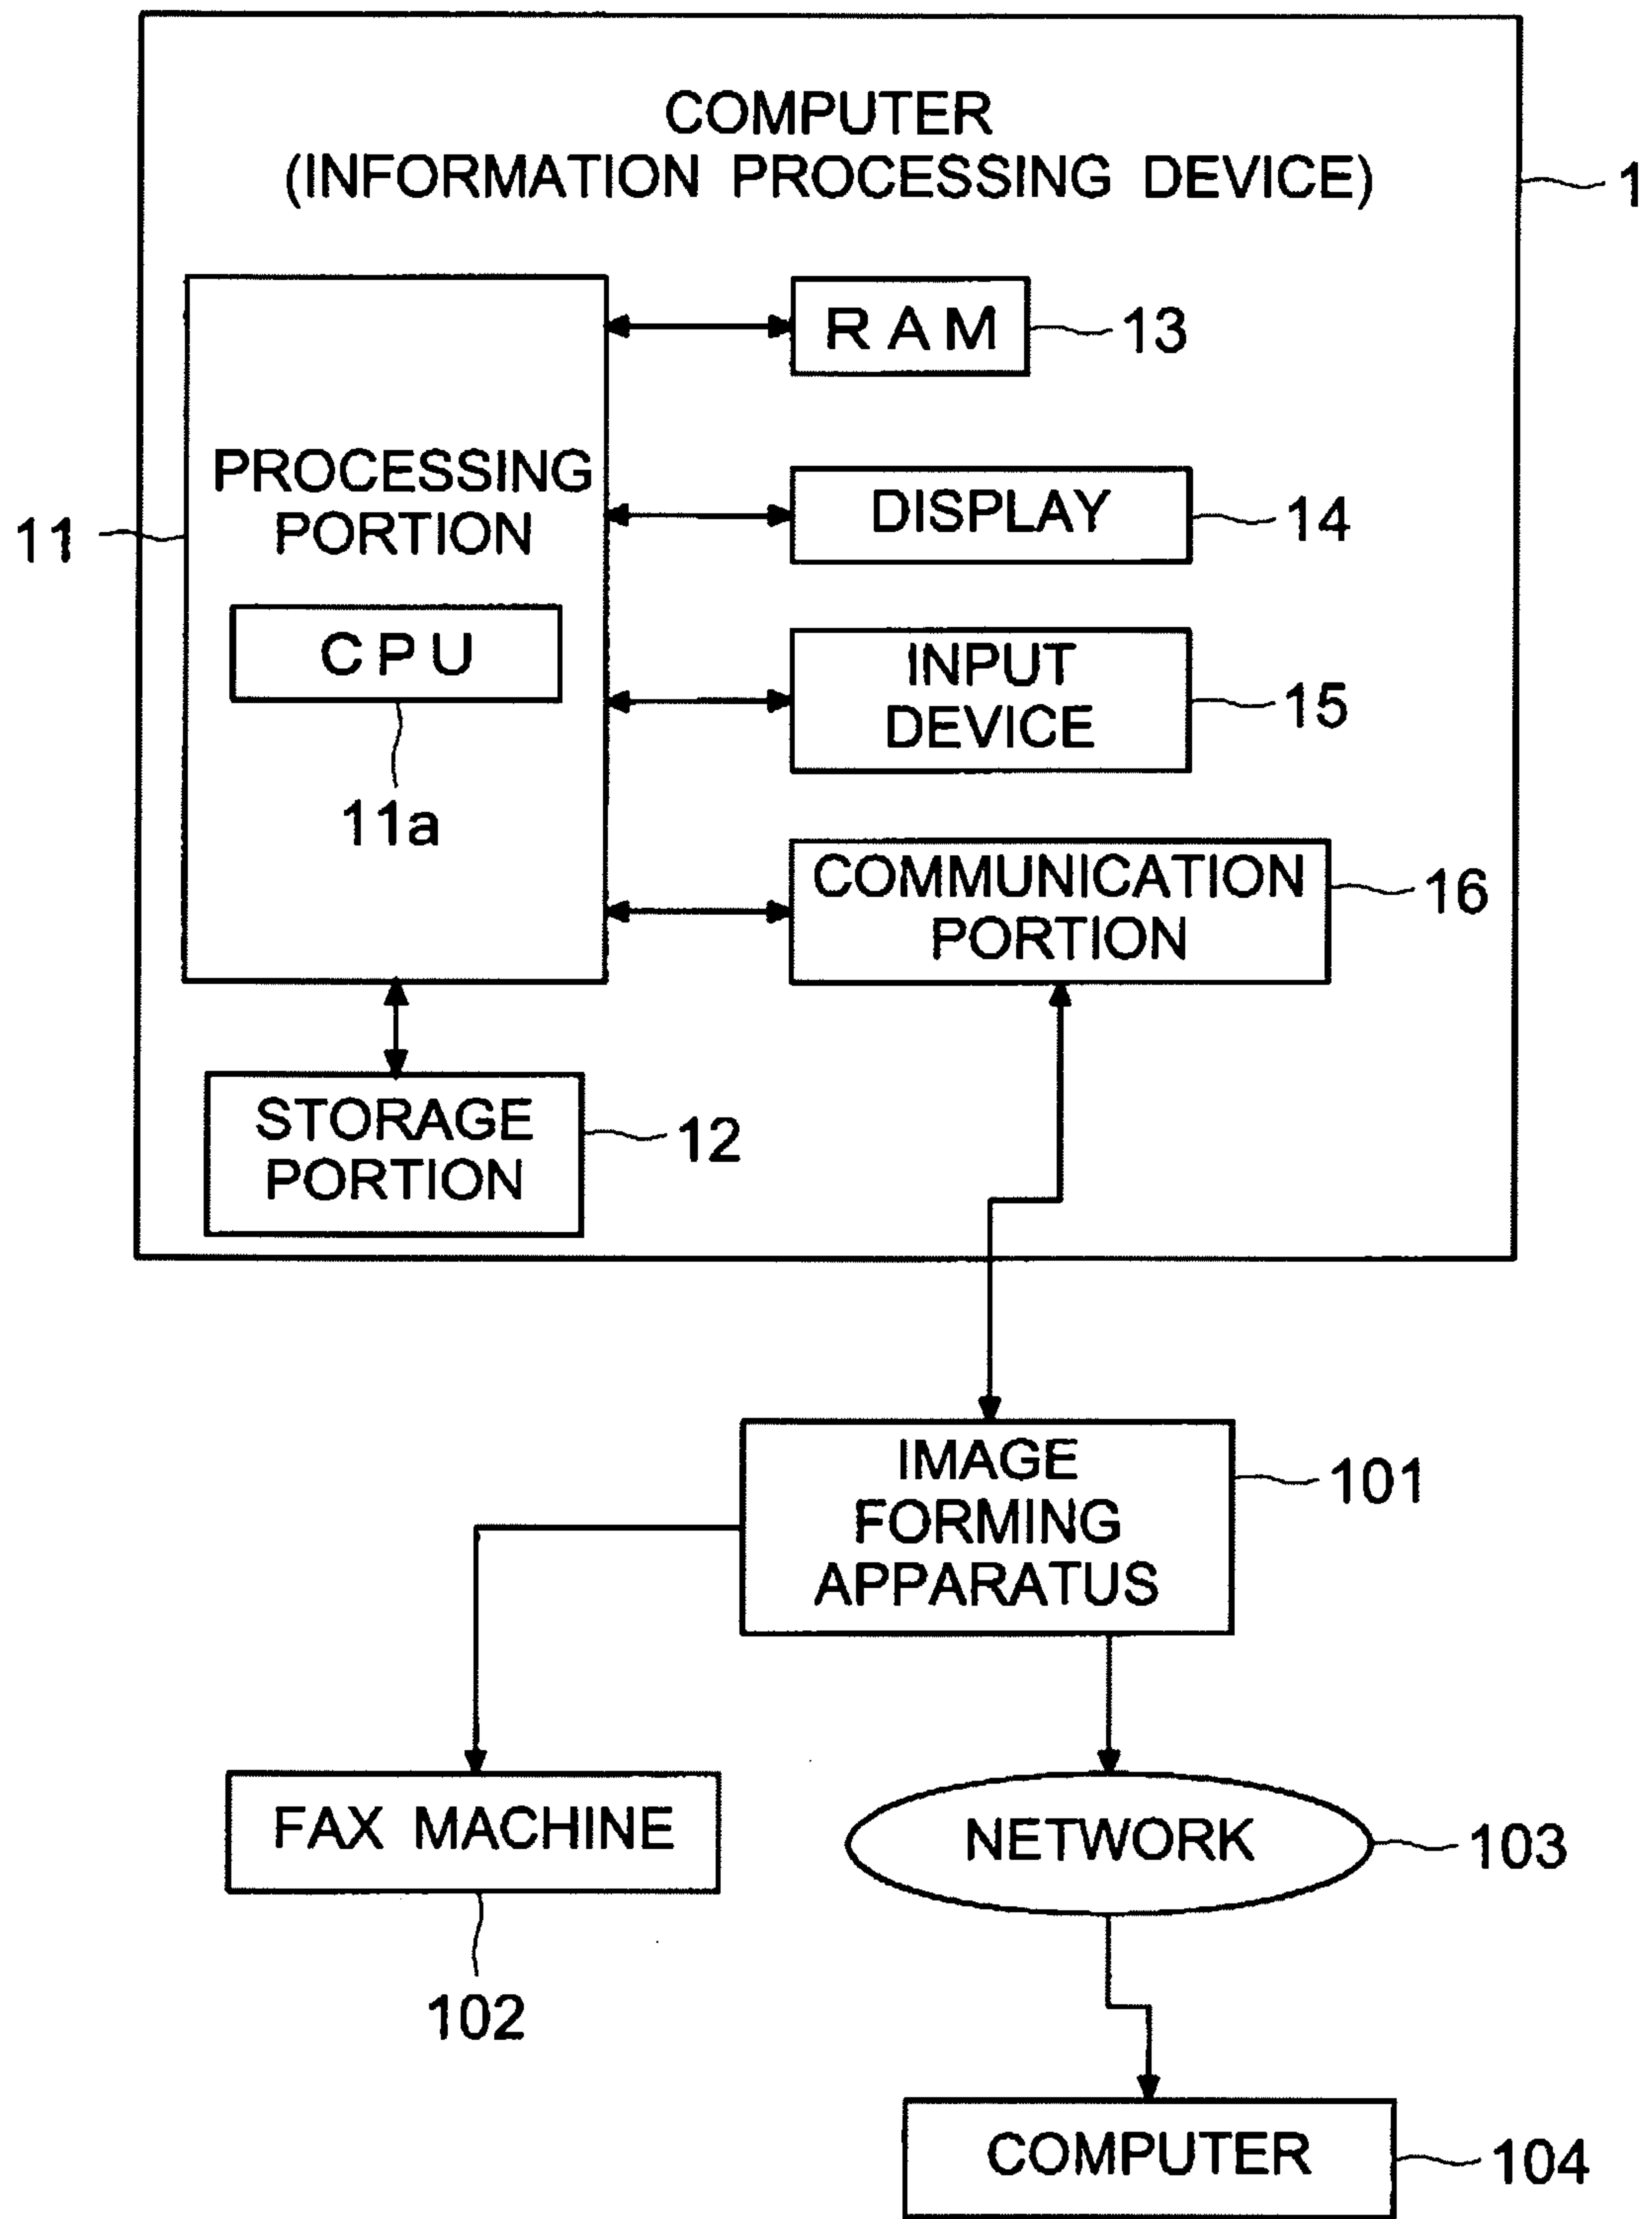 COMPUTER
(INFORMATION PROCESSING DEVICE)
1
RAM
13
PROCESSING
PORTION
11
DISPLAY
14
CPU
11a
INPUT
DEVICE
15
COMMUNICATION
PORTION
16
STORAGE
PORTION
12
IMAGE
FORMING
APPARATUS
101
FAX MACHINE
102
NETWORK
103
COMPUTER
104